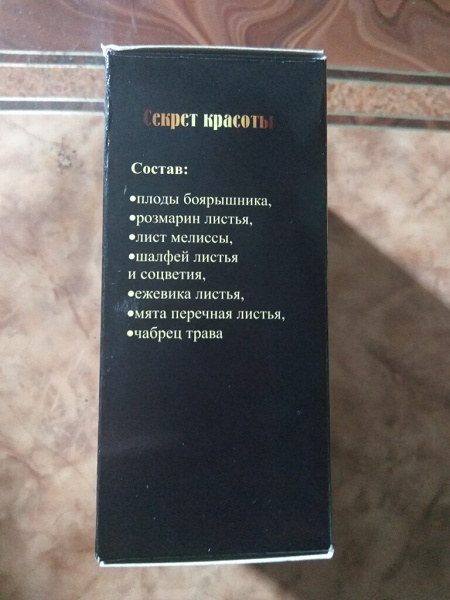 Секрет красоты
Состав:
•плоды боярышника,
•розмарин листья,
•лист мелиссы,
•шалфей листья
и соцветия,
•ежевика листья,
•мята перечная листья,
•чабрец трава